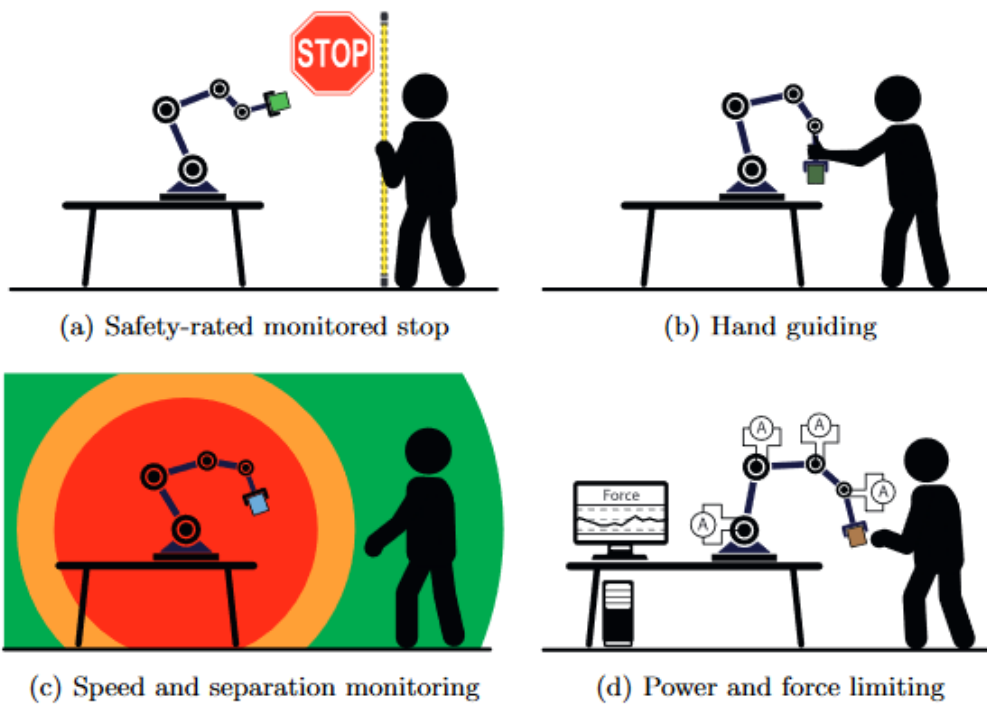 STOP
(a) Safety-rated monitored stop
(b) Hand guiding
(c) Speed and separation monitoring
A
A
Force
A
A
(d) Power and force limiting